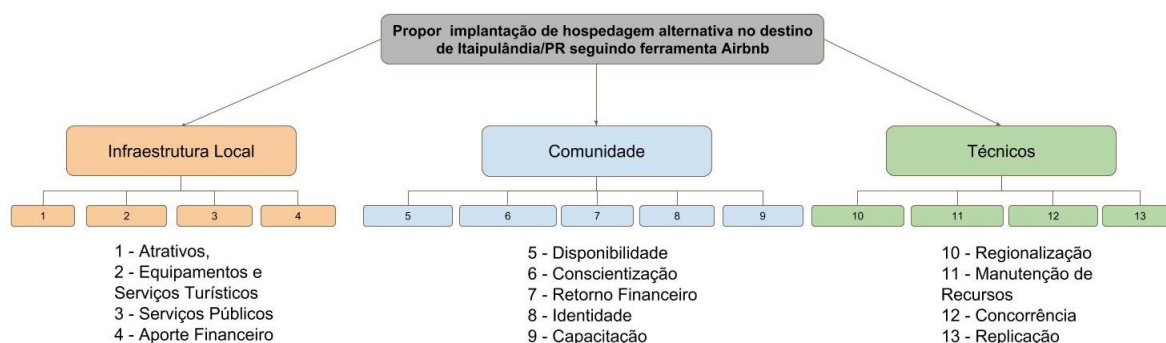 Propor implantação de hospedagem alternativa no destino
de Itaipulândia/PR seguindo ferramenta Airbnb
Infraestrutura Local
Comunidade
Técnicos
1
2
3
4
5
6
7
8
9
10
11
12
13
1 - Atrativos,
2 - Equipamentos e
Serviços Turísticos
3 - Serviços Públicos
4 - Aporte Financeiro
5 - Disponibilidade
6 - Conscientização
7 - Retorno Financeiro
8 - Identidade
9 - Capacitação
10 - Regionalização
11 - Manutenção de
Recursos
12 - Concorrência
13 - Replicação